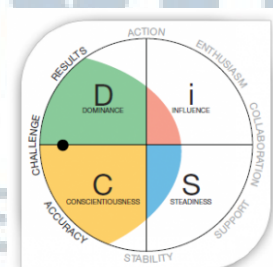 ACTION
RESULTS
ENTHUSIASM
D
DOMINANCE
i
INFLUENCE
CHALLENGE
COLLABORATION
C
CONSCIENTIOUSNESS
S
STEADINESS
ACCURACY
SUPPORT
STABILITY